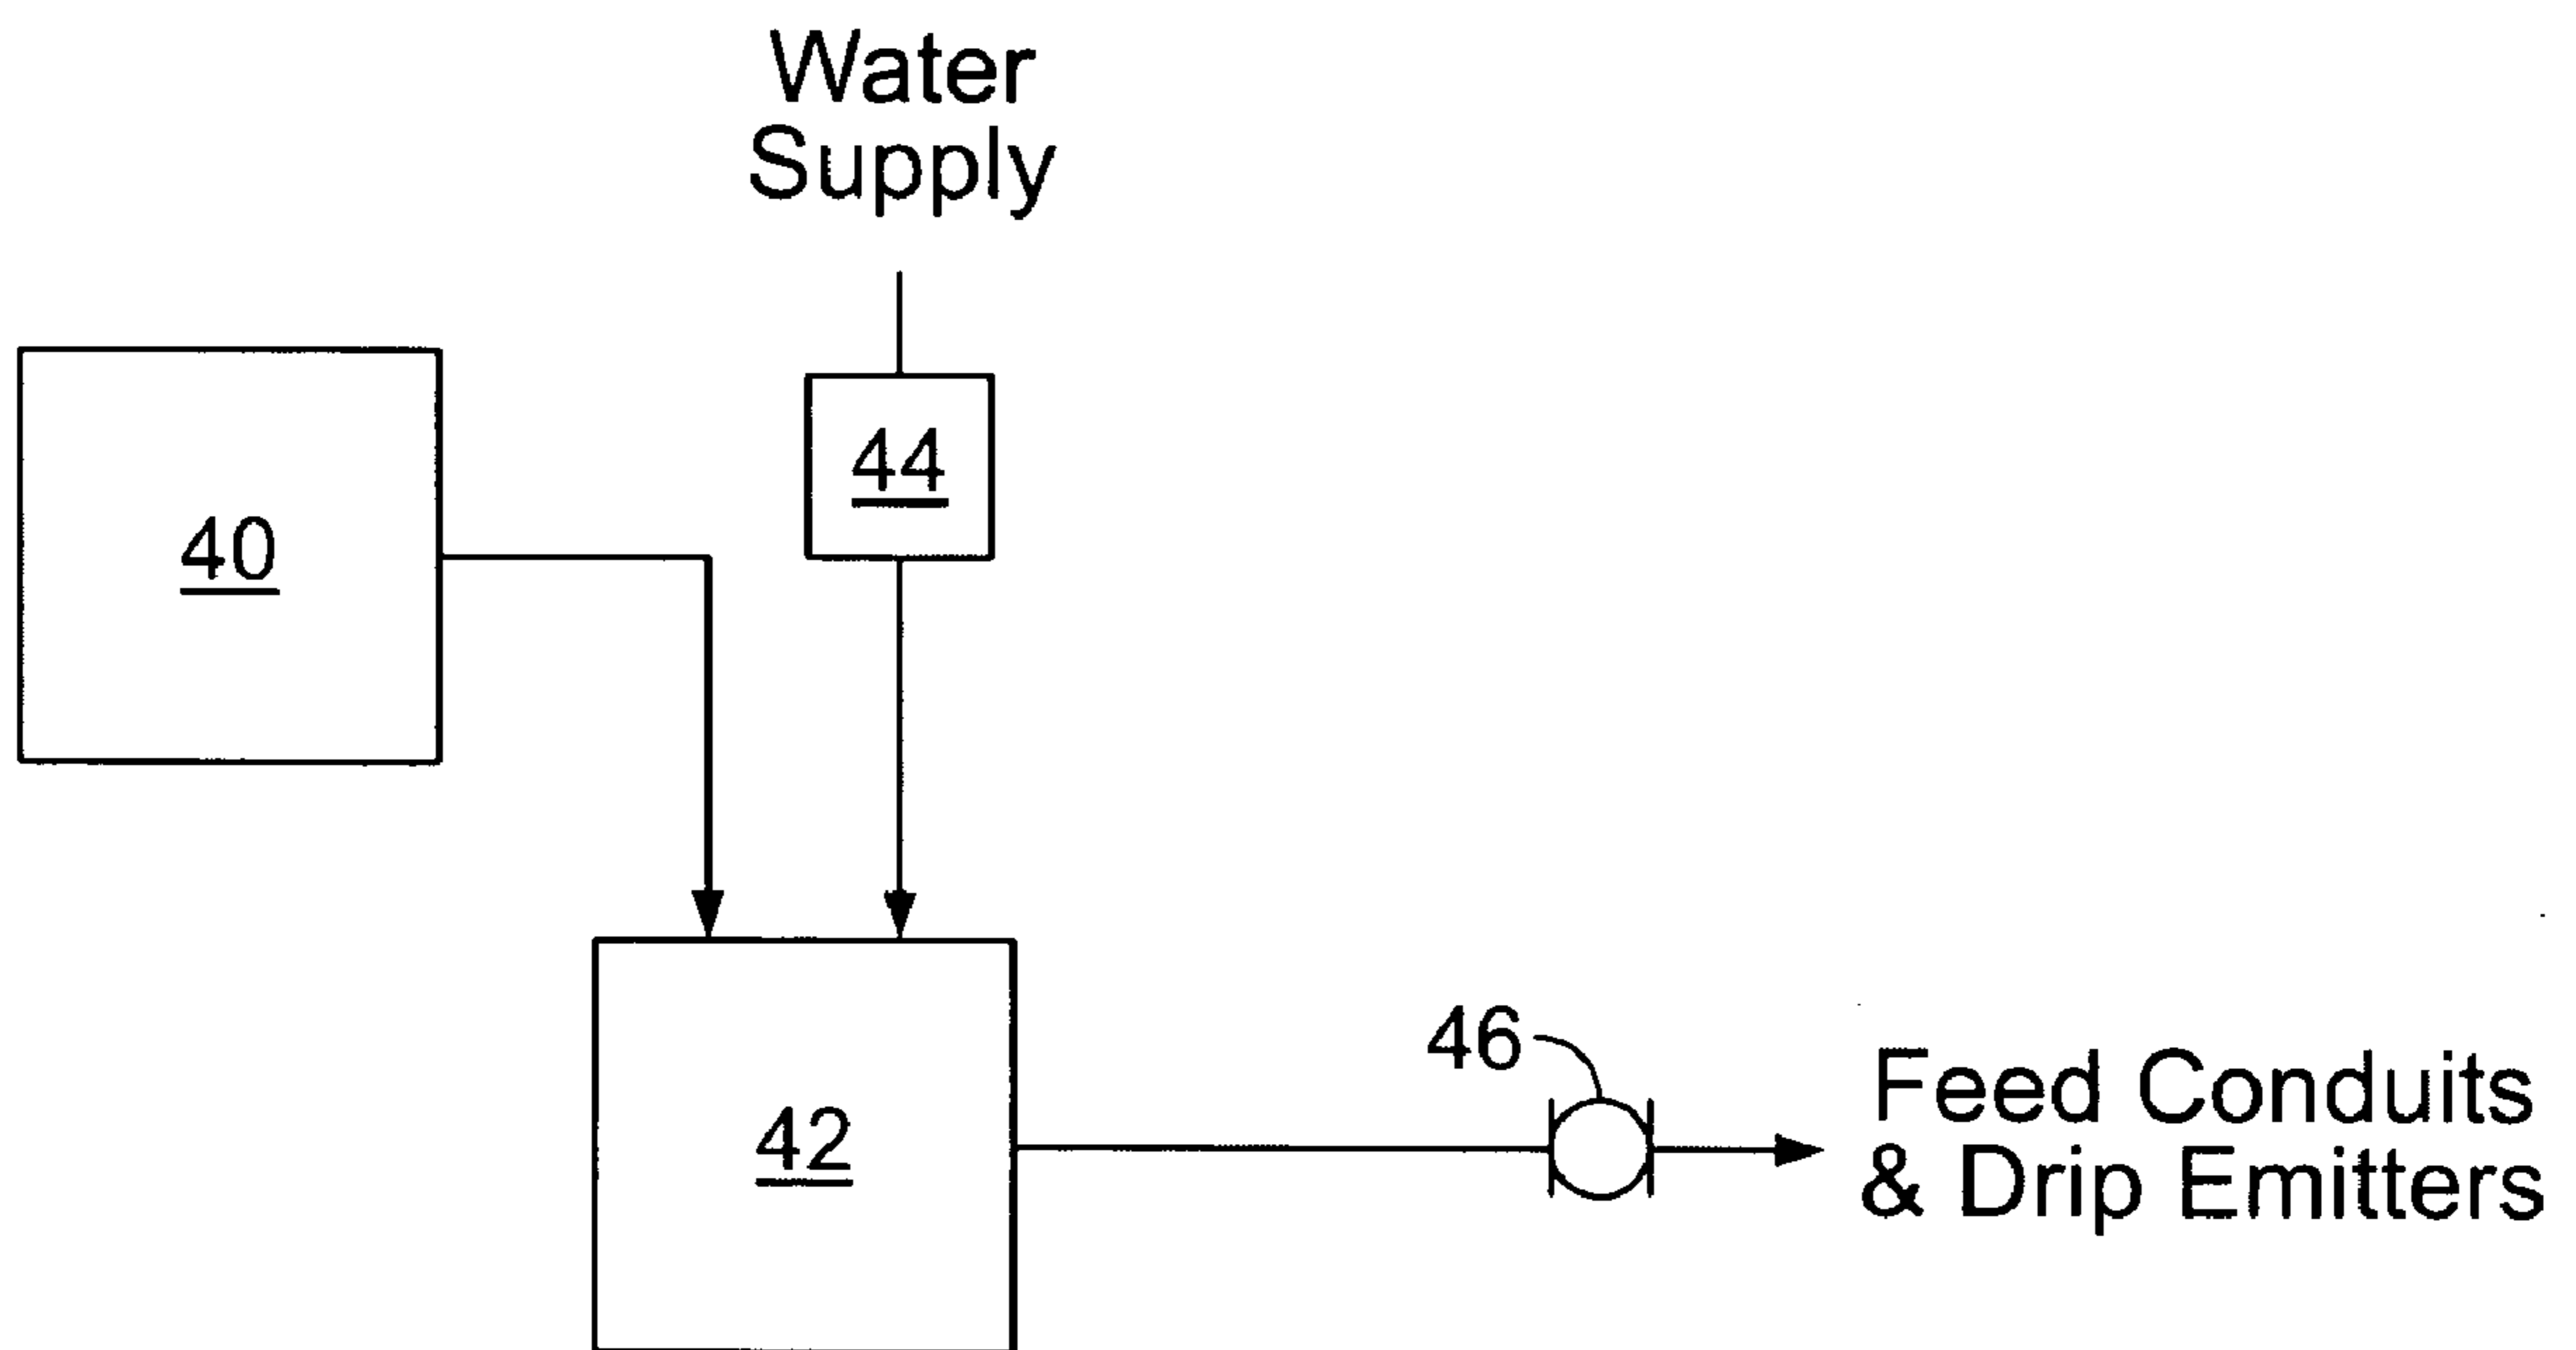 Water
Supply
44
40
46
Feed Conduits
& Drip Emitters
42